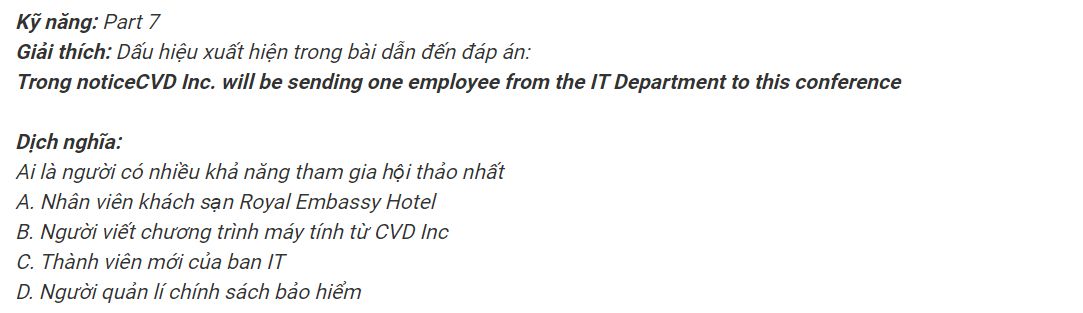 Kỹ năng: Part 7
Giải thích: Dấu hiệu xuất hiện trong bài dẫn đến đáp án:
Trong noticeCVD Inc. will be sending one employee from the IT Department to this conference
Dịch nghĩa:
Ai là người có nhiều khả năng tham gia hội thảo nhất
A. Nhân viên khách sạn Royal Embassy Hotel
B. Người viết chương trình máy tính từ CVD Inc
C. Thành viên mới của ban IT
D. Người quản lí chính sách bảo hiểm